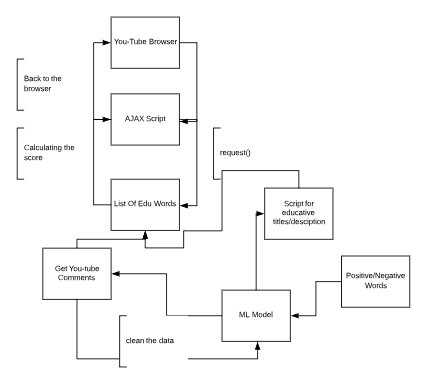 You-Tube Browser
Back to the
browser
AJAX Script
Calculating the
score
request()
List Of Edu Words
Script for
educative
titles/desciption
Get You-tube
Comments
Positive/Negative
Words
ML Model
clean the data